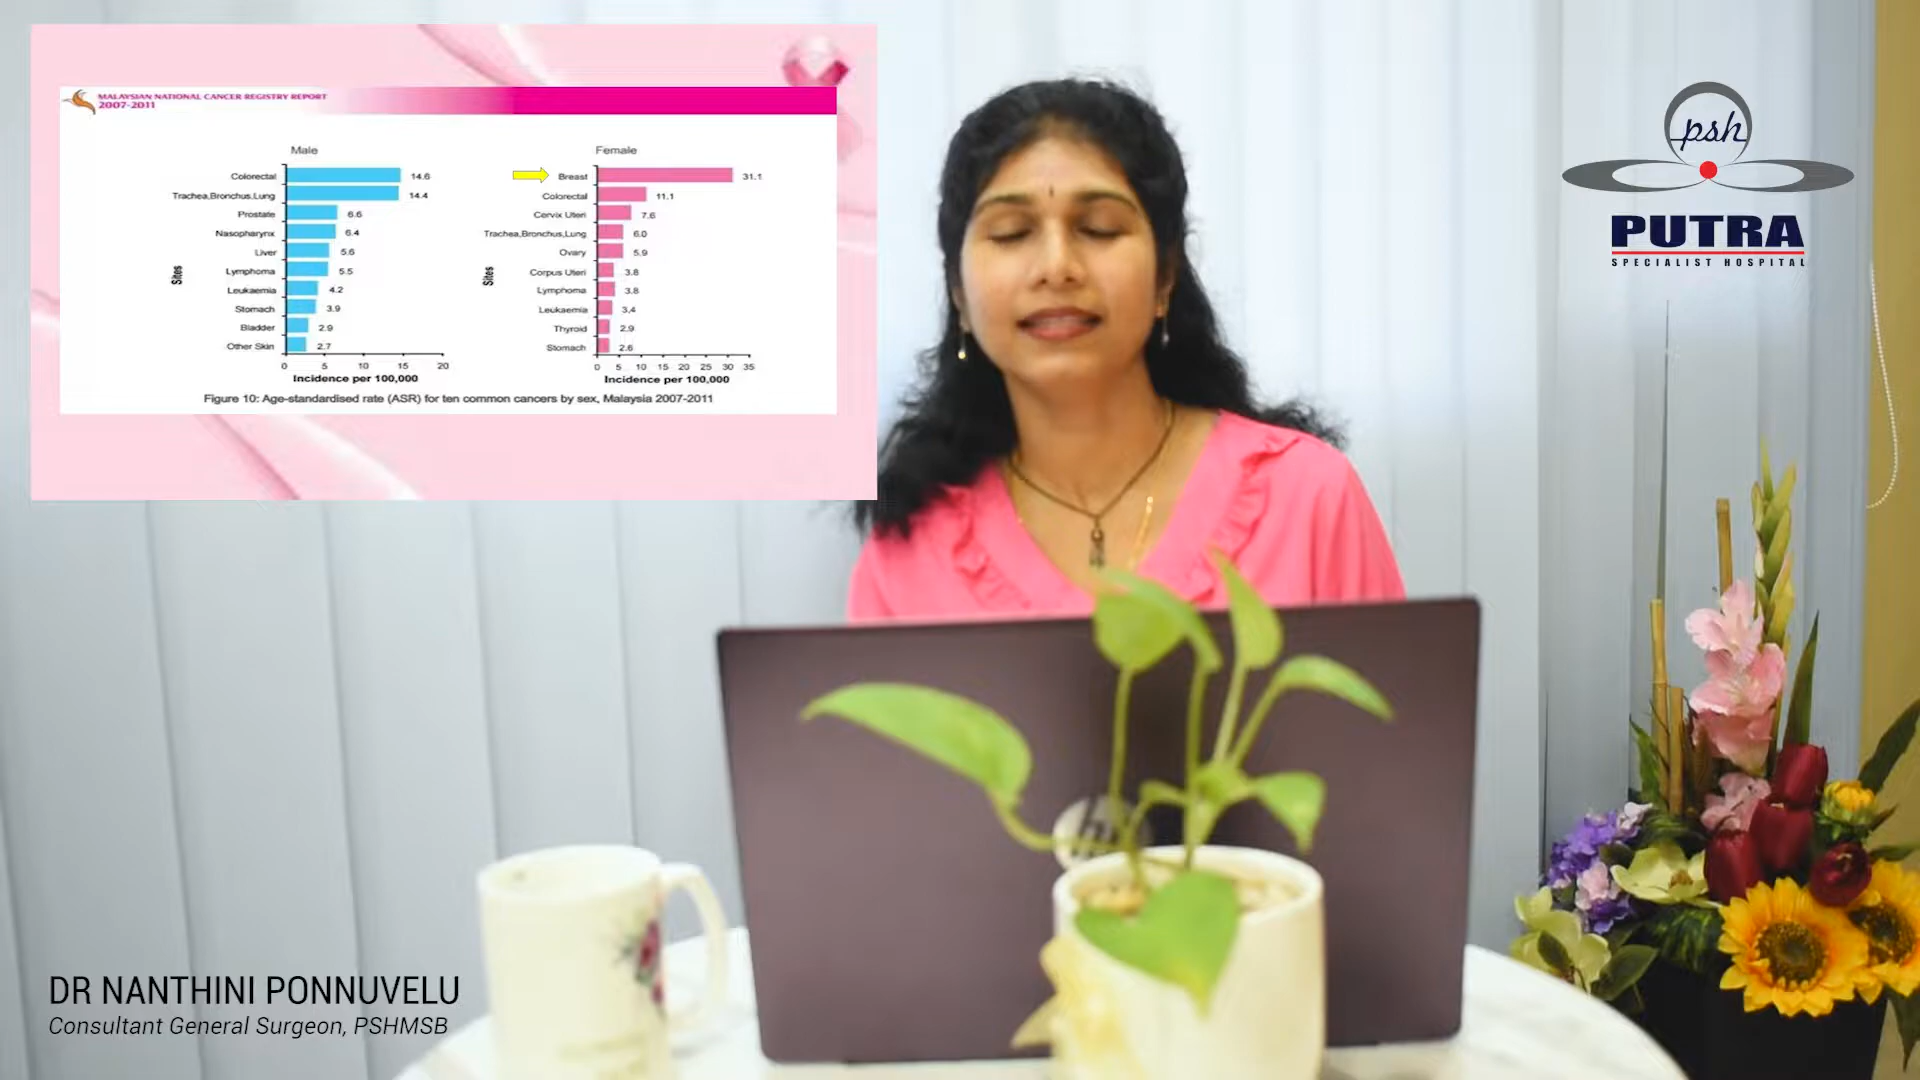 MALAYSIAN NATIONAL CANCER REGISTRY REPORT
2007-2011
Male
Colorectal 14.6
Trachea,Bronchus,Lung 14.4
Prostate 6.6
Nasopharynx 6.4
Liver 5.6
Lymphoma 5.5
Leukaemia 4.2
Stomach 3.9
Bladder 2.9
Other Skin 2.7
Sites
0 5 10 15 20
Incidence per 100,000
Female
Breast 31.1
Colorectal 11.1
Cervix Uteri 7.6
Trachea,Bronchus,Lung 6.0
Ovary 5.9
Corpus Uteri 3.8
Lymphoma 3.8
Leukaemia 3.4
Thyroid 2.9
Stomach 2.6
Sites
0 5 10 15 20 25 30 35
Incidence per 100,000
Figure 10: Age-standardised rate (ASR) for ten common cancers by sex, Malaysia 2007-2011
psh
PUTRA
SPECIALIST HOSPITAL
hp
DR NANTHINI PONNUVELU
Consultant General Surgeon, PSHMSB